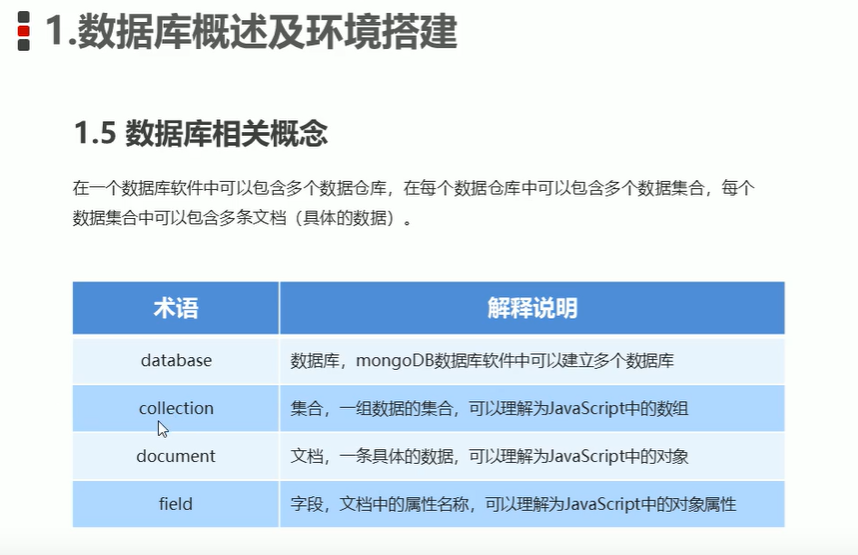 1.数据库概述及环境搭建
1.5 数据库相关概念
在一个数据库软件中可以包含多个数据仓库，在每个数据仓库中可以包含多个数据集合，每个
数据集合中可以包含多条文档（具体的数据）。
术语 解释说明
database 数据库，mongoDB数据库软件中可以建立多个数据库
collection 集合，一组数据的集合，可以理解为JavaScript中的数组
document 文档，一条具体的数据，可以理解为JavaScript中的对象
field 字段，文档中的属性名称，可以理解为JavaScript中的对象属性